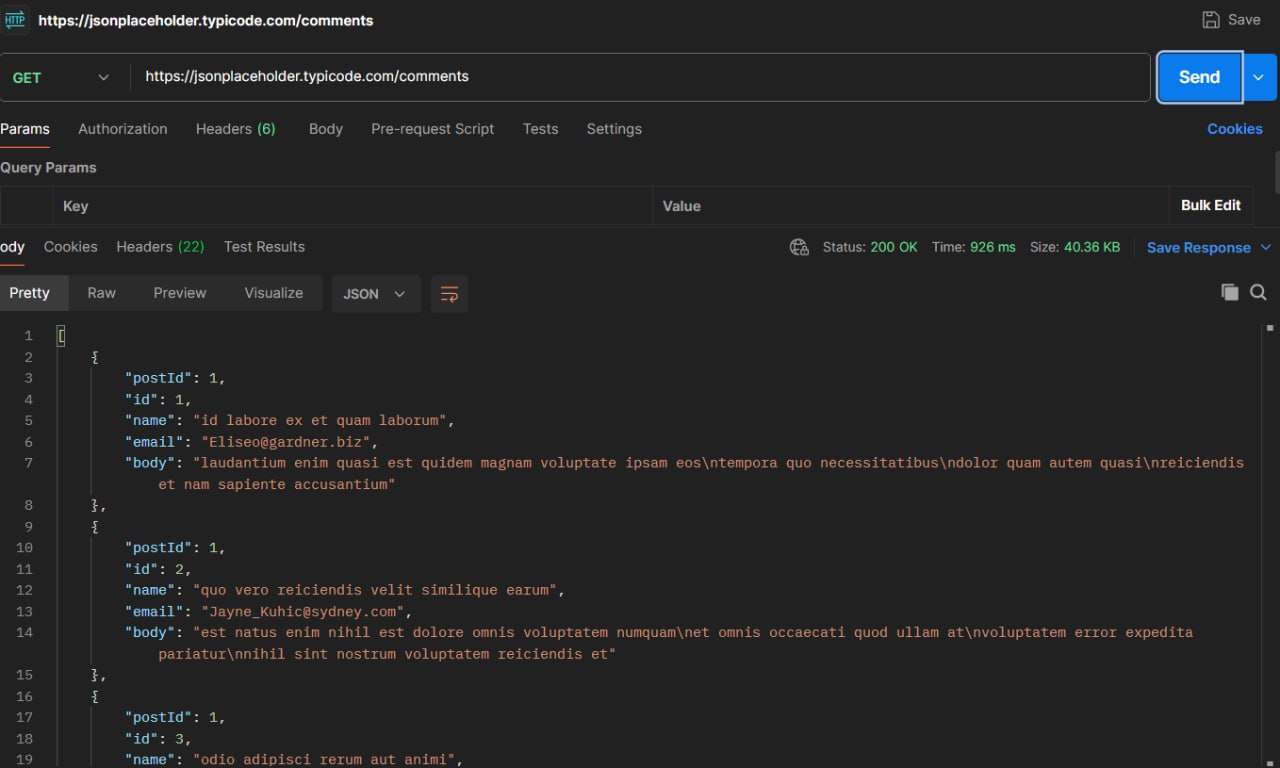 HTTP https://jsonplaceholder.typicode.com/comments Save
GET https://jsonplaceholder.typicode.com/comments Send
Params Authorization Headers (6) Body Pre-request Script Tests Settings Cookies
Query Params
Key Value Bulk Edit
ody Cookies Headers (22) Test Results Status: 200 OK Time: 926 ms Size: 40.36 KB Save Response
Pretty Raw Preview Visualize JSON
1 [
2 {
3 "postId": 1,
4 "id": 1,
5 "name": "id labore ex et quam laborum",
6 "email": "Eliseo@gardner.biz",
7 "body": "laudantium enim quasi est quidem magnam voluptate ipsam eos\ntempora quo necessitatibus\ndolor quam autem quasi\nreiciendis
et nam sapiente accusantium"
8 },
9 {
10 "postId": 1,
11 "id": 2,
12 "name": "quo vero reiciendis velit similique earum",
13 "email": "Jayne_Kuhic@sydney.com",
14 "body": "est natus enim nihil est dolore omnis voluptatem numquam\net omnis occaecati quod ullam at\nvoluptatem error expedita
pariatur\nnihil sint nostrum voluptatem reiciendis et"
15 },
16 {
17 "postId": 1,
18 "id": 3,
19 "name": "odio adipisci rerum aut animi",